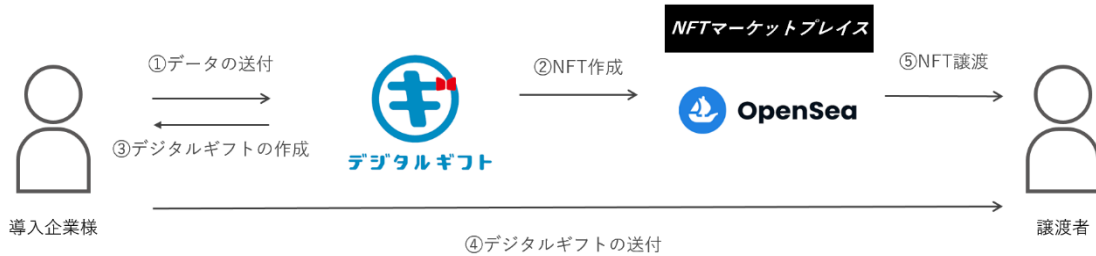 NFTマーケットプレイス
①データの送付
②NFT作成
⑤NFT譲渡
ギ
OpenSea
③デジタルギフトの作成
デジタルギフト
導入企業様
譲渡者
④デジタルギフトの送付